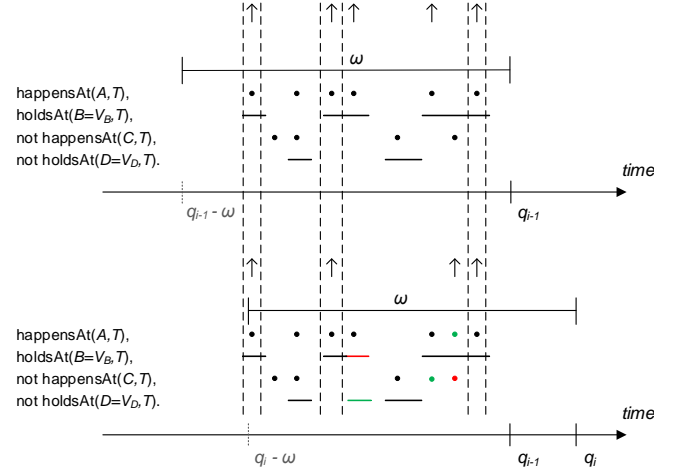 ω
happensAt(A,T),
holdsAt(B=V_B,T),
not happensAt(C,T),
not holdsAt(D=V_D,T).
time
q_{i-1} - ω
q_{i-1}
ω
happensAt(A,T),
holdsAt(B=V_B,T),
not happensAt(C,T),
not holdsAt(D=V_D,T).
time
q_i - ω
q_{i-1}
q_i